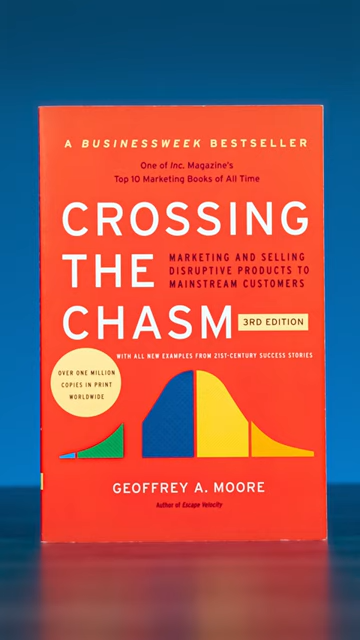 A BUSINESSWEEK BESTSELLER
One of Inc. Magazine's
Top 10 Marketing Books of All Time
CROSSING
THE
CHASM
MARKETING AND SELLING
DISRUPTIVE PRODUCTS TO
MAINSTREAM CUSTOMERS
3RD EDITION
WITH ALL NEW EXAMPLES FROM 21ST-CENTURY SUCCESS STORIES
OVER ONE MILLION
COPIES IN PRINT
WORLDWIDE
GEOFFREY A. MOORE
Author of Escape Velocity